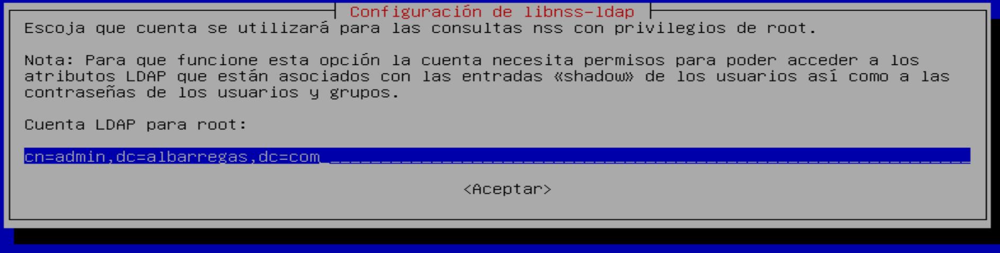 Configuración de libnss-ldap
Escoja que cuenta se utilizará para las consultas nss con privilegios de root.
Nota: Para que funcione esta opción la cuenta necesita permisos para poder acceder a los
atributos LDAP que están asociados con las entradas «shadow» de los usuarios así como a las
contraseñas de los usuarios y grupos.
Cuenta LDAP para root:
cn=admin,dc=albarregas,dc=com
<Aceptar>